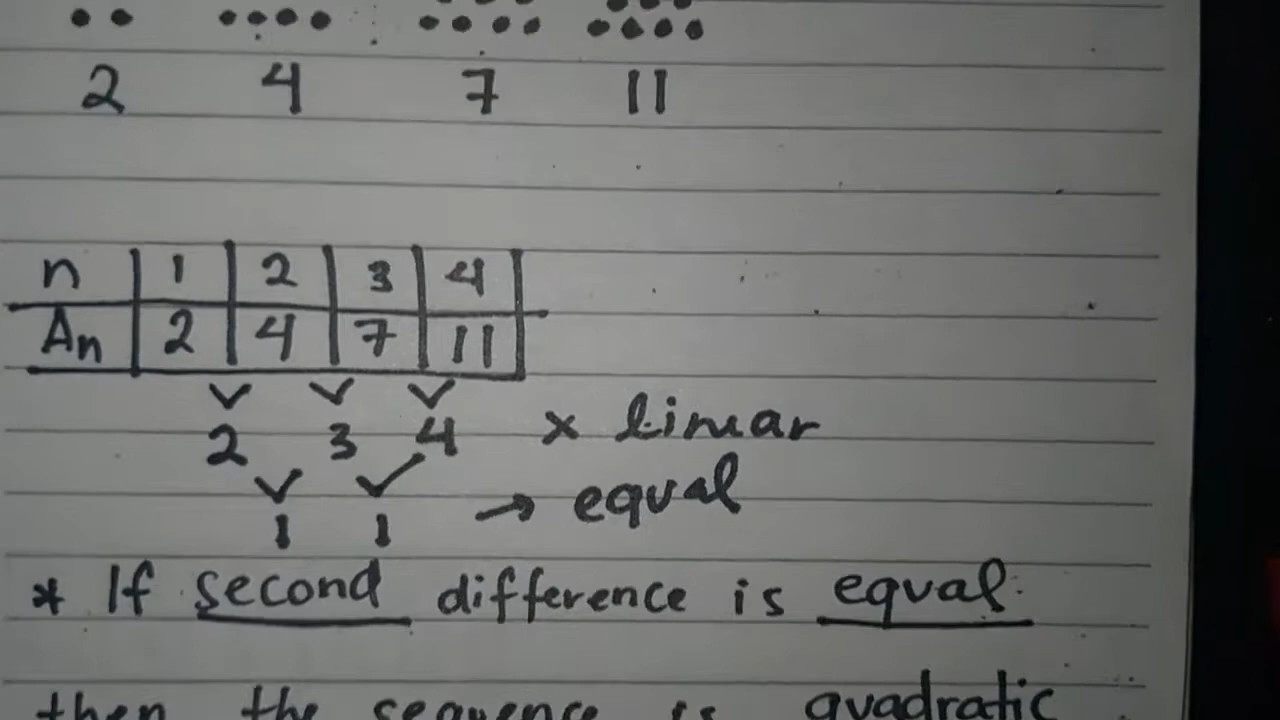 2 4 7 11
n 1 2 3 4
An 2 4 7 11
2 3 4 × linear
1 1 → equal
* If second difference is equal
then the sequence is quadratic